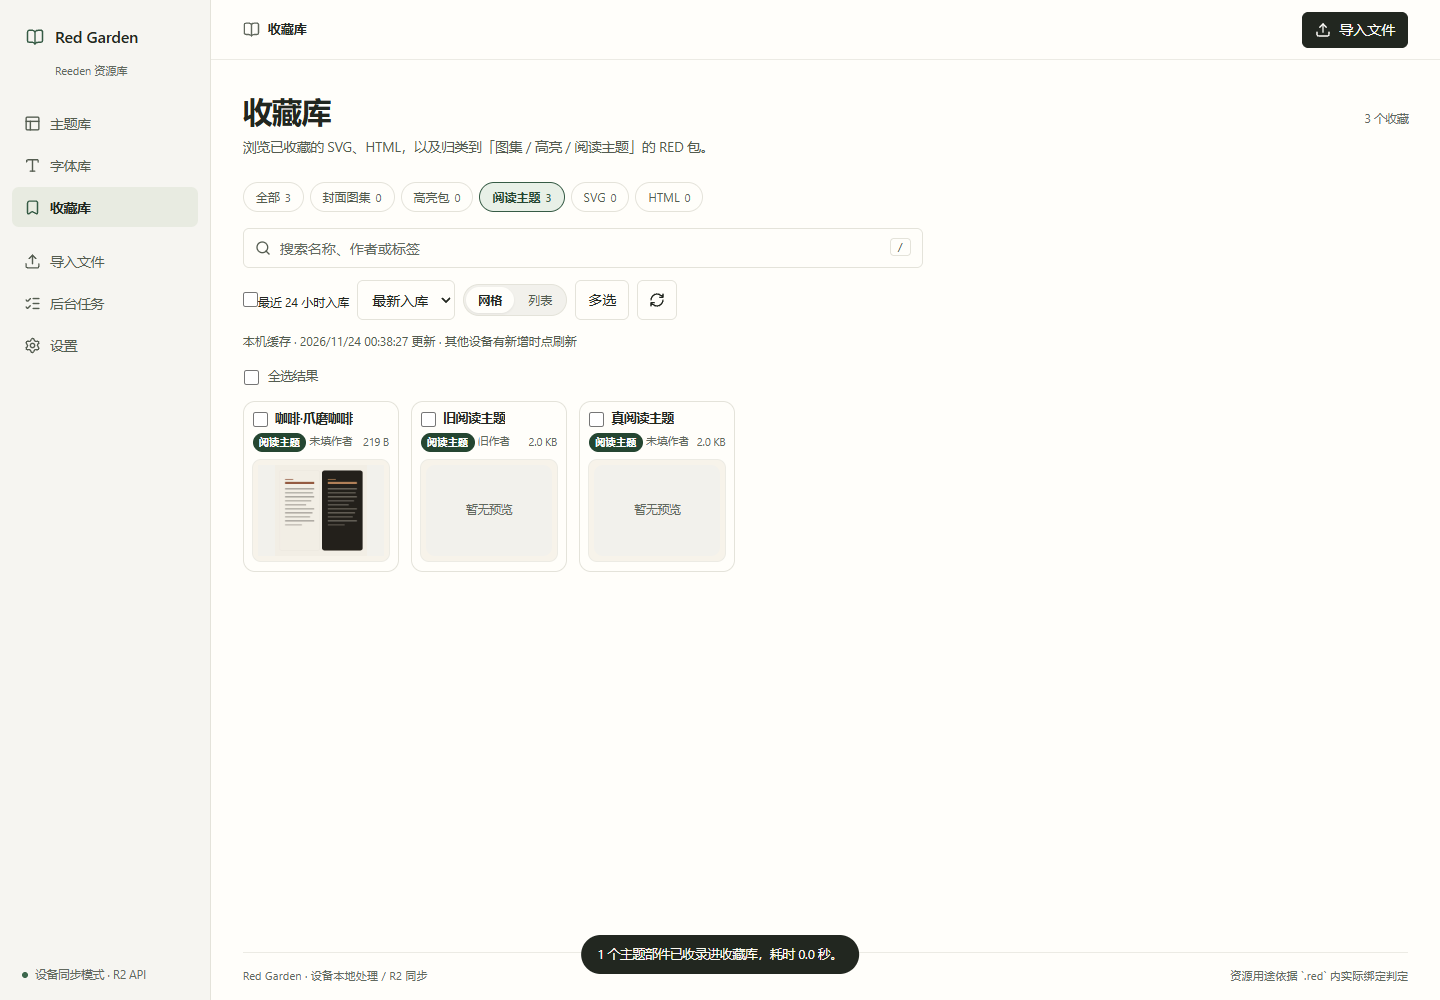 Red Garden
Reeden 资源库
主题库
字体库
收藏库
导入文件
后台任务
设置
设备同步模式 · R2 API
收藏库
导入文件
收藏库
3 个收藏
浏览已收藏的 SVG、HTML，以及归类到「图集 / 高亮 / 阅读主题」的 RED 包。
全部 3 封面图集 0 高亮包 0 阅读主题 3 SVG 0 HTML 0
搜索名称、作者或标签 /
最近 24 小时入库 最新入库 网格 列表 多选
本机缓存 · 2026/11/24 00:38:27 更新 · 其他设备有新增时点刷新
全选结果
咖啡·爪磨咖啡
阅读主题 未填作者 219 B
旧阅读主题
阅读主题 旧作者 2.0 KB
暂无预览
真阅读主题
阅读主题 未填作者 2.0 KB
暂无预览
1 个主题部件已收录进收藏库，耗时 0.0 秒。
Red Garden · 设备本地处理 / R2 同步
资源用途依据 `.red` 内实际绑定判定